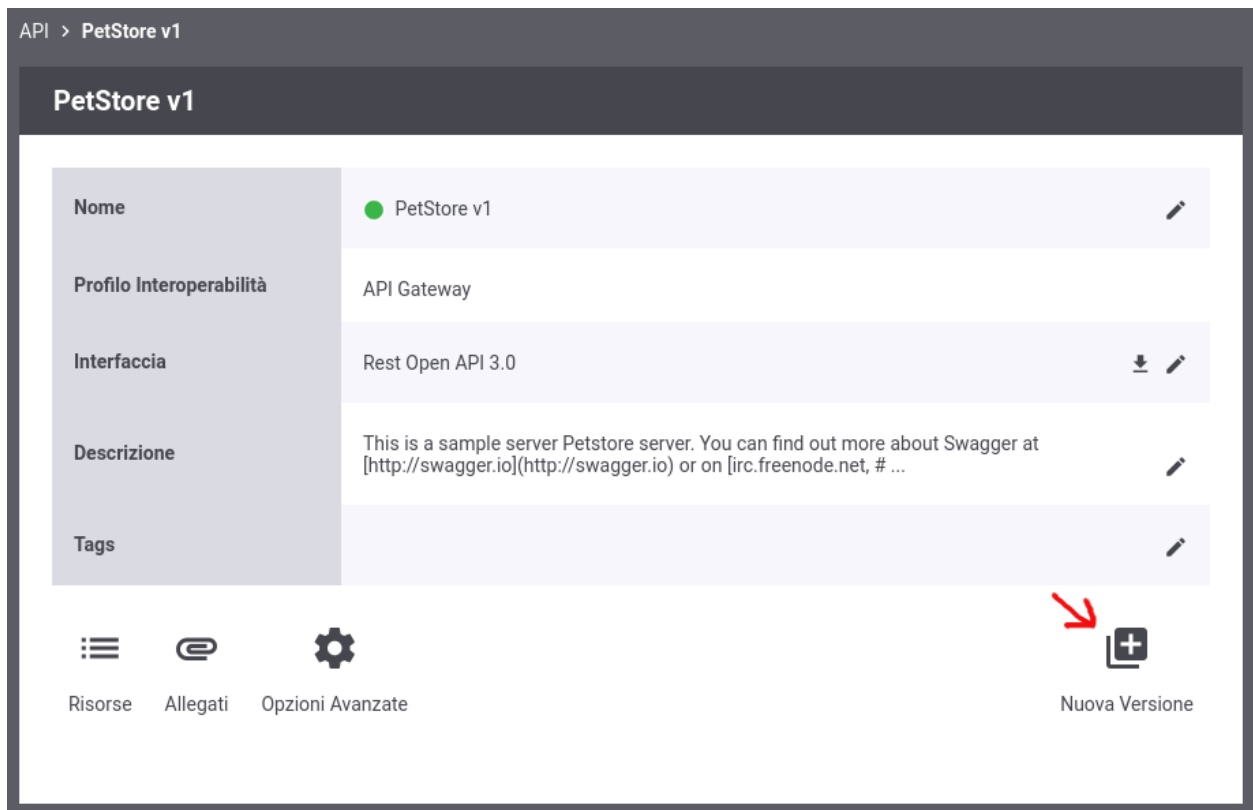 API > PetStore v1
PetStore v1
Nome
PetStore v1
Profilo Interoperabilità
API Gateway
Interfaccia
Rest Open API 3.0
Descrizione
This is a sample server Petstore server. You can find out more about Swagger at
[http://swagger.io](http://swagger.io) or on [irc.freenode.net, # ...
Tags
Risorse
Allegati
Opzioni Avanzate
Nuova Versione